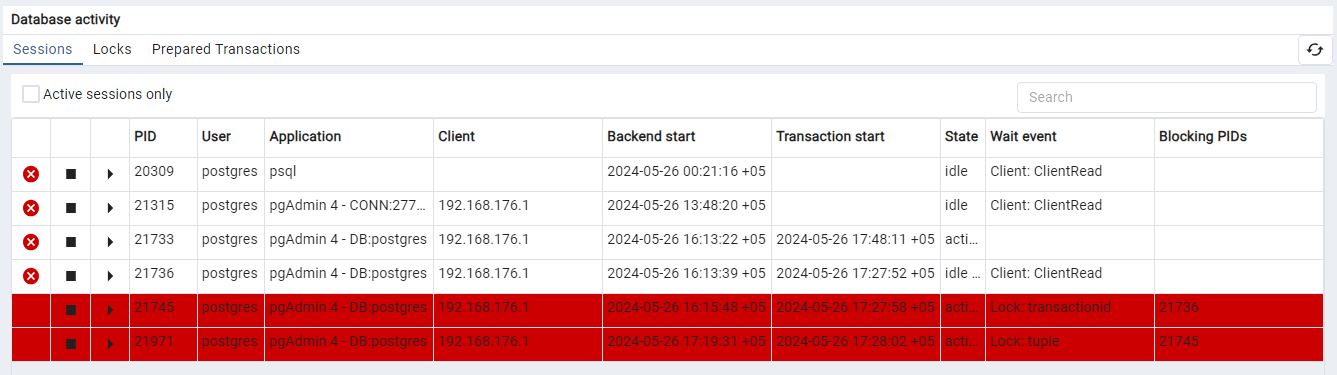 Database activity
Sessions Locks Prepared Transactions
Active sessions only Search
PID User Application Client Backend start Transaction start State Wait event Blocking PIDs
20309 postgres psql 2024-05-26 00:21:16 +05 idle Client: ClientRead
21315 postgres pgAdmin 4 - CONN:277... 192.168.176.1 2024-05-26 13:48:20 +05 idle Client: ClientRead
21733 postgres pgAdmin 4 - DB:postgres 192.168.176.1 2024-05-26 16:13:22 +05 2024-05-26 17:48:11 +05 acti...
21736 postgres pgAdmin 4 - DB:postgres 192.168.176.1 2024-05-26 16:13:39 +05 2024-05-26 17:27:52 +05 idle ... Client: ClientRead
21745 postgres pgAdmin 4 - DB:postgres 192.168.176.1 2024-05-26 16:15:48 +05 2024-05-26 17:27:58 +05 acti... Lock: transactionid 21736
21971 postgres pgAdmin 4 - DB:postgres 192.168.176.1 2024-05-26 17:19:31 +05 2024-05-26 17:28:02 +05 acti... Lock: tuple 21745